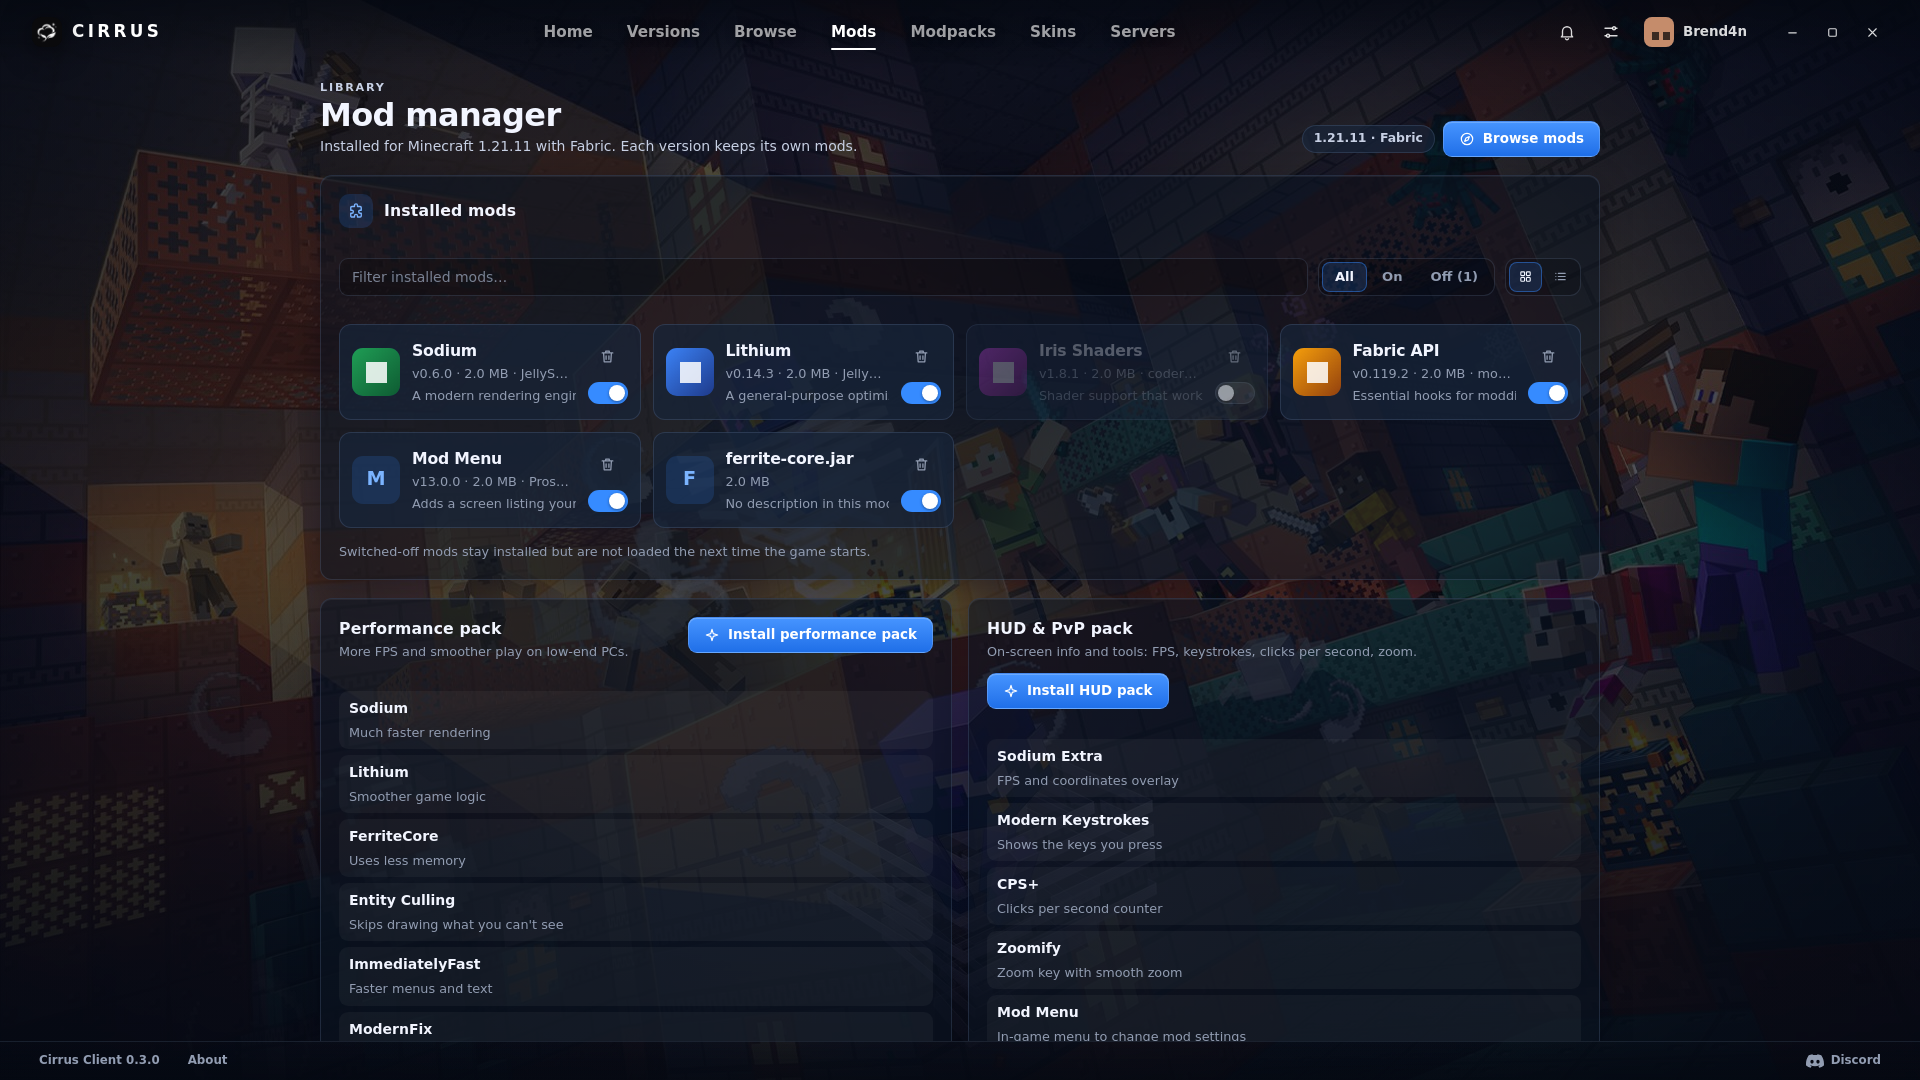 CIRRUS
Home
Versions
Browse
Mods
Modpacks
Skins
Servers
Brend4n
LIBRARY
Mod manager
Installed for Minecraft 1.21.11 with Fabric. Each version keeps its own mods.
1.21.11 · Fabric
Browse mods
Installed mods
Filter installed mods...
All
On
Off (1)
Sodium
v0.6.0 · 2.0 MB · JellyS...
A modern rendering engin
Lithium
v0.14.3 · 2.0 MB · Jelly...
A general-purpose optimi
Iris Shaders
v1.8.1 · 2.0 MB · coder...
Shader support that work
Fabric API
v0.119.2 · 2.0 MB · mo...
Essential hooks for moddi
M
Mod Menu
v13.0.0 · 2.0 MB · Pros...
Adds a screen listing your
F
ferrite-core.jar
2.0 MB
No description in this mod
Switched-off mods stay installed but are not loaded the next time the game starts.
Performance pack
More FPS and smoother play on low-end PCs.
Install performance pack
Sodium
Much faster rendering
Lithium
Smoother game logic
FerriteCore
Uses less memory
Entity Culling
Skips drawing what you can't see
ImmediatelyFast
Faster menus and text
ModernFix
HUD & PvP pack
On-screen info and tools: FPS, keystrokes, clicks per second, zoom.
Install HUD pack
Sodium Extra
FPS and coordinates overlay
Modern Keystrokes
Shows the keys you press
CPS+
Clicks per second counter
Zoomify
Zoom key with smooth zoom
Mod Menu
In-game menu to change mod settings
Cirrus Client 0.3.0
About
Discord